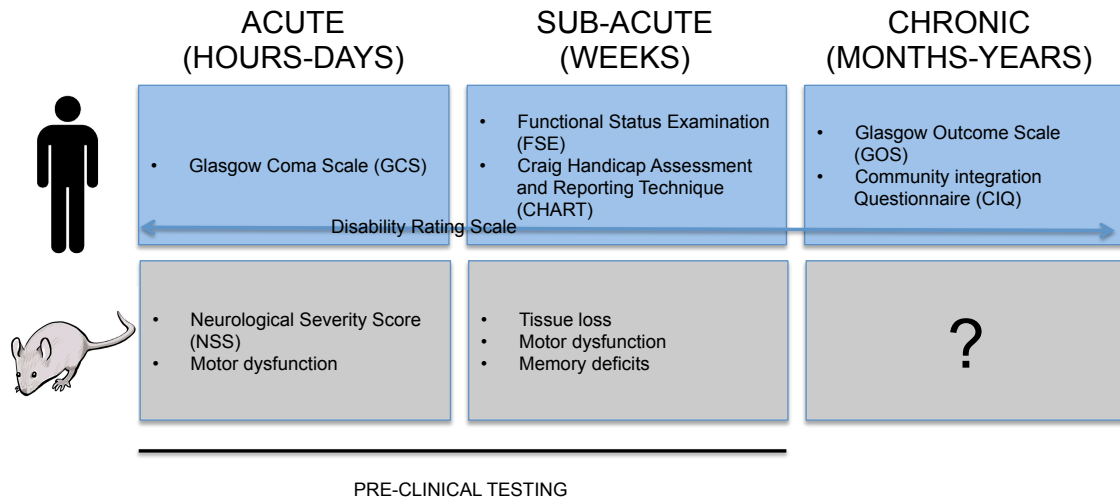 ACUTE
(HOURS-DAYS)
SUB-ACUTE
(WEEKS)
CHRONIC
(MONTHS-YEARS)
• Glasgow Coma Scale (GCS)
• Functional Status Examination
(FSE)
• Craig Handicap Assessment
and Reporting Technique
(CHART)
• Glasgow Outcome Scale
(GOS)
• Community integration
Questionnaire (CIQ)
Disability Rating Scale
• Neurological Severity Score
(NSS)
• Motor dysfunction
• Tissue loss
• Motor dysfunction
• Memory deficits
?
PRE-CLINICAL TESTING